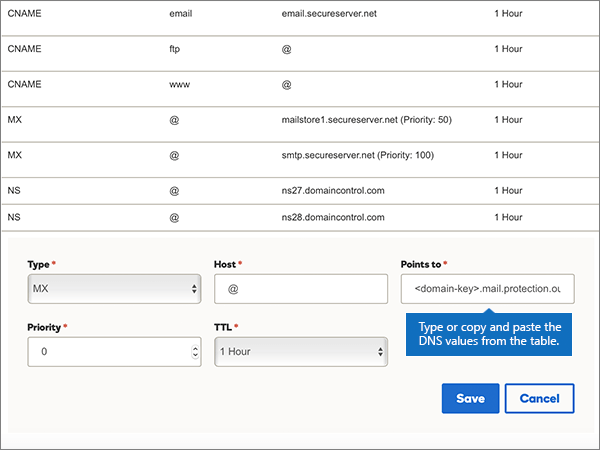 CNAME email email.secureserver.net 1 Hour
CNAME ftp @ 1 Hour
CNAME www @ 1 Hour
MX @ mailstore1.secureserver.net (Priority: 50) 1 Hour
MX @ smtp.secureserver.net (Priority: 100) 1 Hour
NS @ ns27.domaincontrol.com 1 Hour
NS @ ns28.domaincontrol.com 1 Hour
Type * Host * Points to *
MX @ <domain-key>.mail.protection.ou
Priority * TTL *
0 1 Hour
Type or copy and paste the
DNS values from the table.
Save Cancel